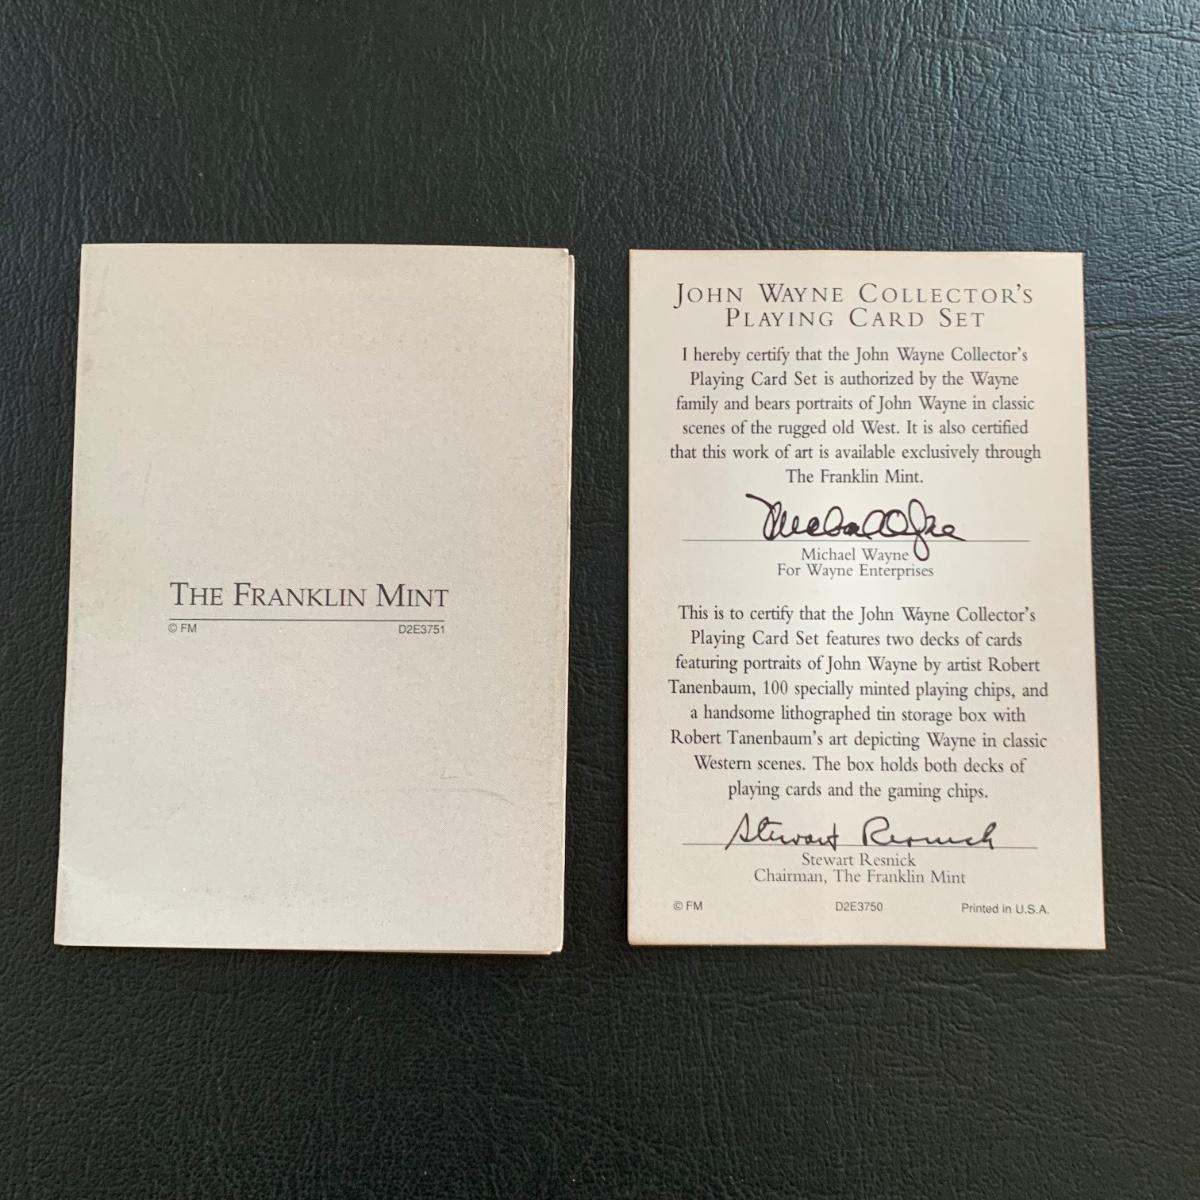 THE FRANKLIN MINT
© FM D2E3751
JOHN WAYNE COLLECTOR'S
PLAYING CARD SET
I hereby certify that the John Wayne Collector's
Playing Card Set is authorized by the Wayne
family and bears portraits of John Wayne in classic
scenes of the rugged old West. It is also certified
that this work of art is available exclusively through
The Franklin Mint.
Michael Wayne
Michael Wayne
For Wayne Enterprises
This is to certify that the John Wayne Collector's
Playing Card Set features two decks of cards
featuring portraits of John Wayne by artist Robert
Tanenbaum, 100 specially minted playing chips, and
a handsome lithographed tin storage box with
Robert Tanenbaum's art depicting Wayne in classic
Western scenes. The box holds both decks of
playing cards and the gaming chips.
Stewart Resnick
Stewart Resnick
Chairman, The Franklin Mint
© FM D2E3750 Printed in U.S.A.